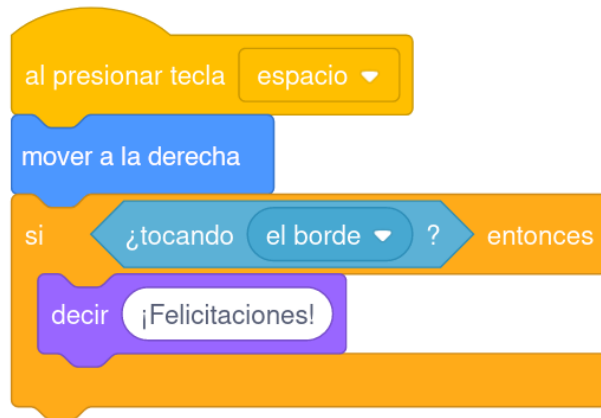 al presionar tecla espacio
mover a la derecha
si ¿tocando el borde ? entonces
decir ¡Felicitaciones!